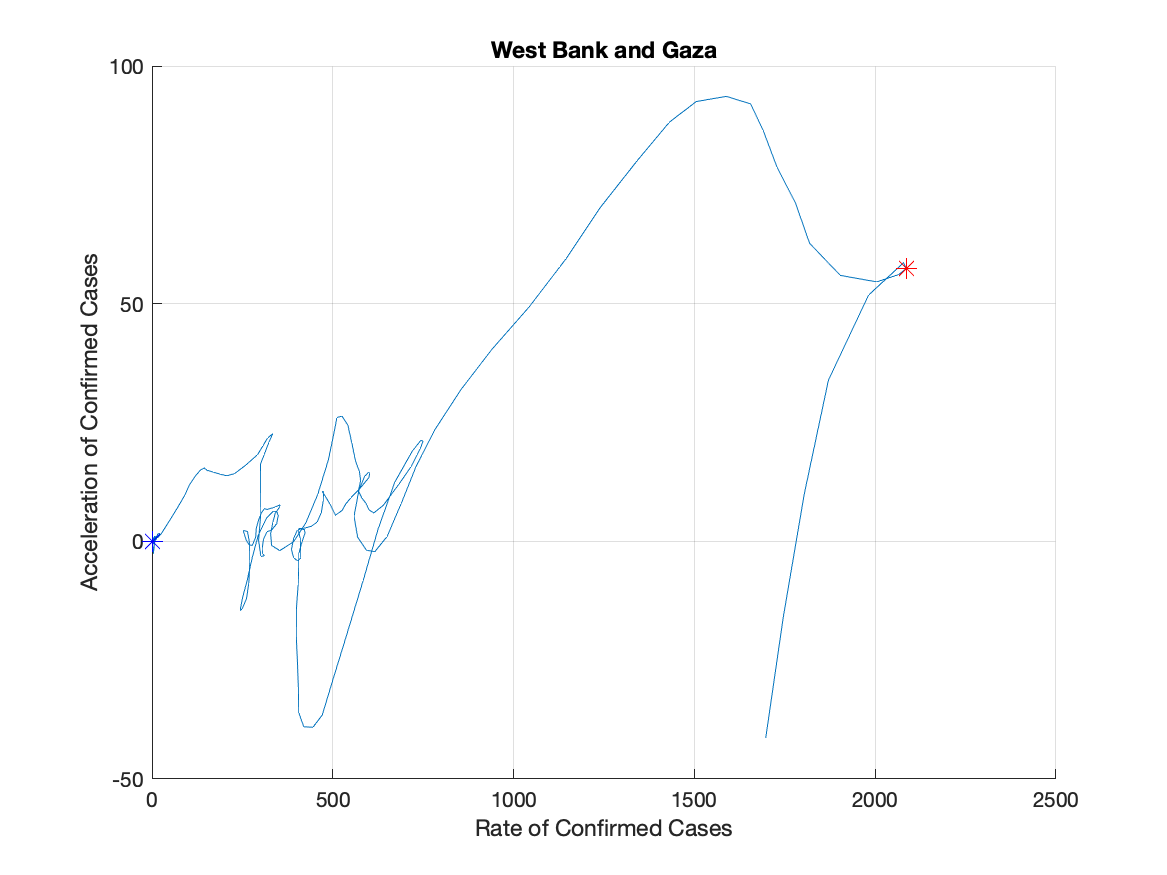 West Bank and Gaza
100
50
0
-50
Acceleration of Confirmed Cases
0 500 1000 1500 2000 2500
Rate of Confirmed Cases